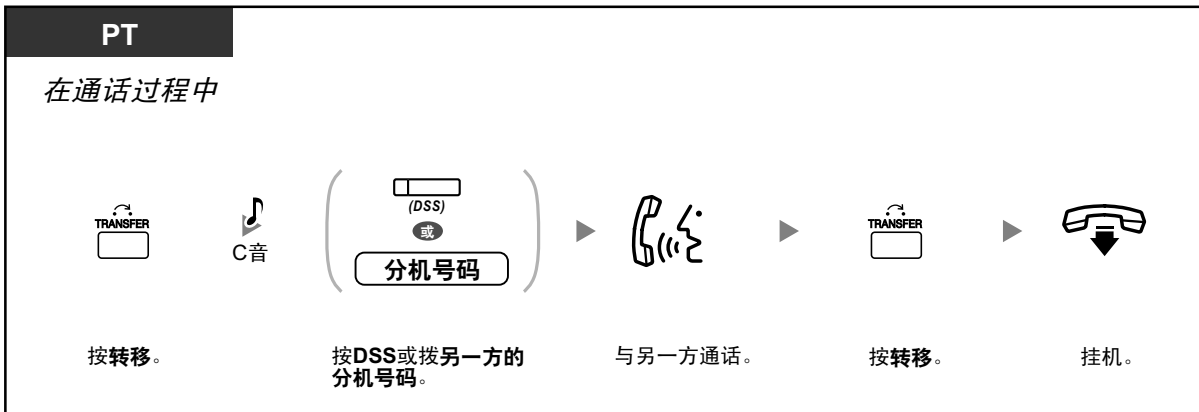 PT
在通话过程中
TRANSFER
C音
(DSS)
或
分机号码
TRANSFER
按转移。
按DSS或拨另一方的
分机号码。
与另一方通话。
按转移。
挂机。